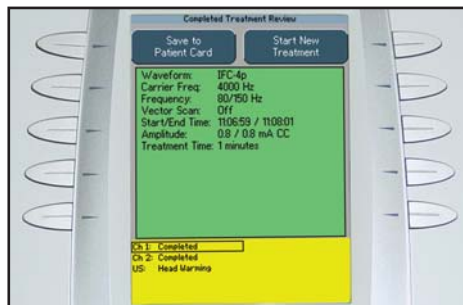 Completed Treatment Review
Save to
Patient Card
Start New
Treatment
Waveform: IFC-4p
Carrier Freq: 4000 Hz
Frequency: 80/150 Hz
Vector Scan: Off
Start/End Time: 11:06:59 / 11:08:01
Amplitude: 0.8 / 0.8 mA CC
Treatment Time: 1 minutes
Ch 1: Completed
Ch 2: Completed
US: Head Warming